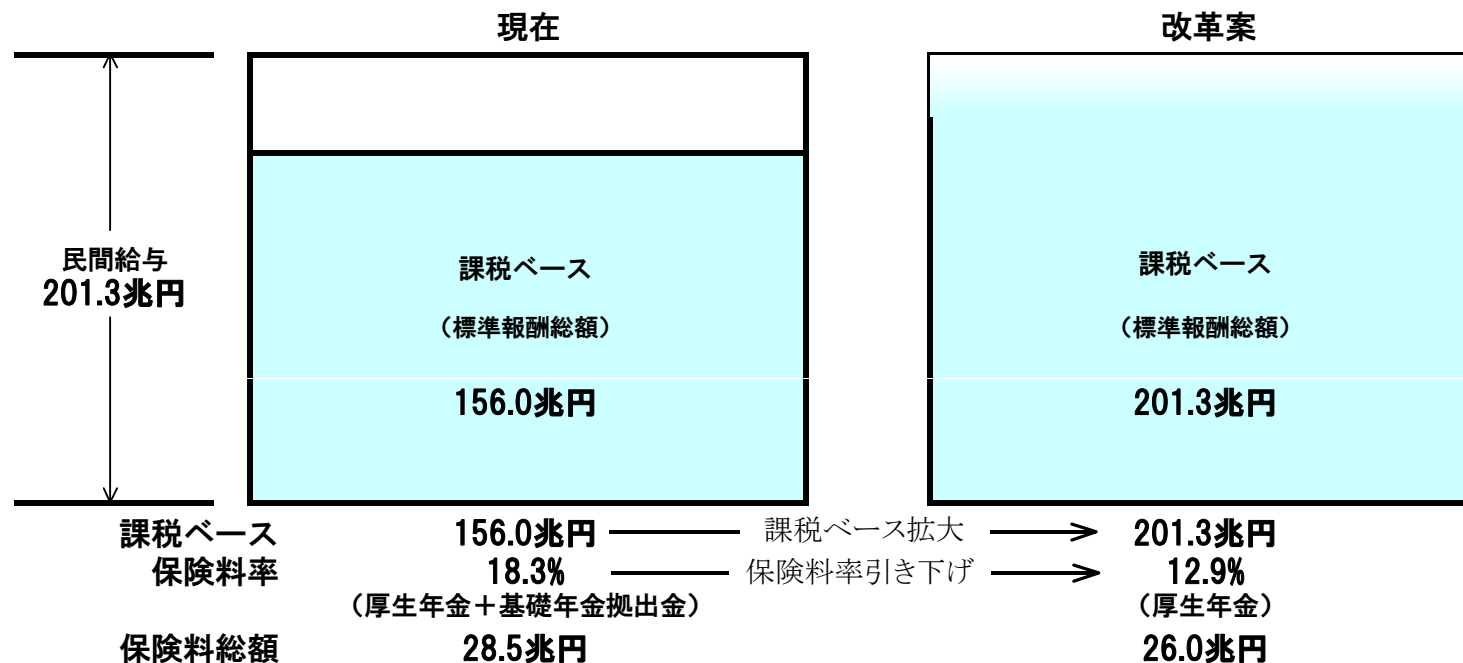 現在 改革案
民間給与
201.3兆円
課税ベース
（標準報酬総額）
156.0兆円
課税ベース
（標準報酬総額）
201.3兆円
課税ベース 156.0兆円 課税ベース拡大 201.3兆円
保険料率 18.3% 保険料率引き下げ 12.9%
（厚生年金＋基礎年金拠出金） （厚生年金）
保険料総額 28.5兆円 26.0兆円